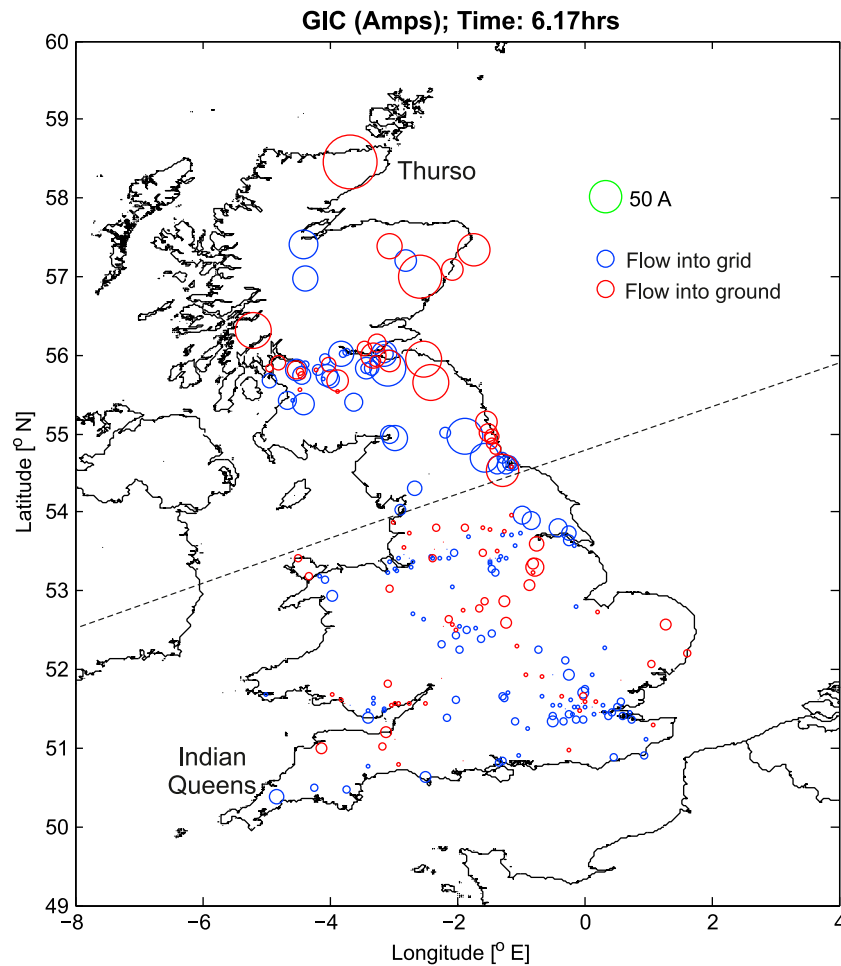 GIC (Amps); Time: 6.17hrs
60
59
58
57
56
55
54
53
52
51
50
49
Latitude [o N]
Thurso
50 A
Flow into grid
Flow into ground
Indian
Queens
−8
−6
−4
−2
0
2
4
Longitude [o E]